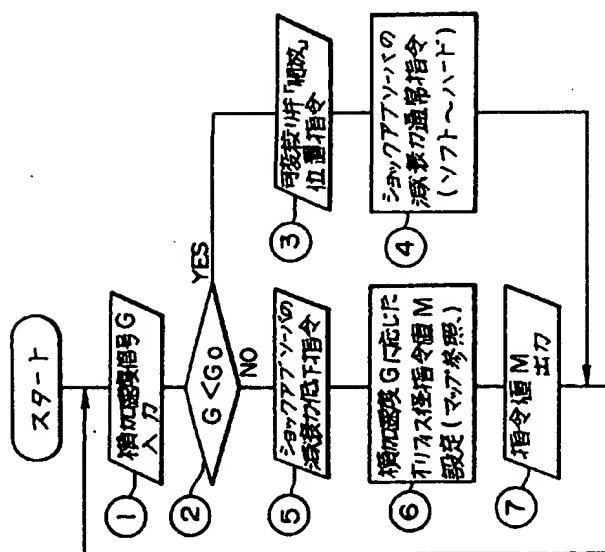 スタート
横加速度信号G
入力
①
G<G0
②
YES
NO
可変絞り弁「開放」
位置指令
③
ショックアブソーバの
減衰力通常指令
(ソフト〜ハード)
④
ショックアブソーバの
減衰力低下指令
⑤
横加速度Gに応じた
オリフィス径指令値M
設定(マップ参照)
⑥
指令値M
出力
⑦